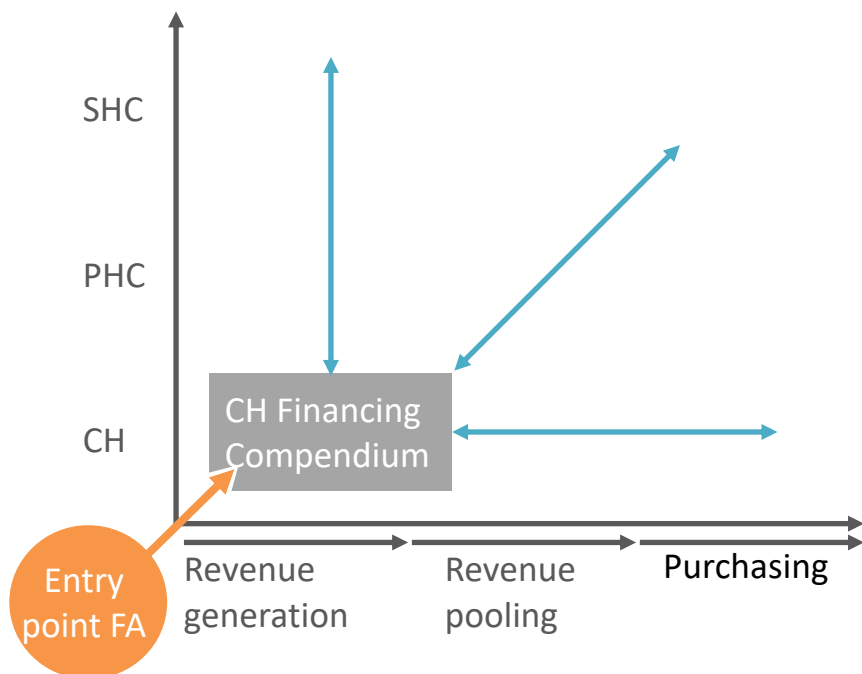 SHC
PHC
CH Financing
Compendium
CH
Entry
point FA
Revenue
generation
Revenue
pooling
Purchasing